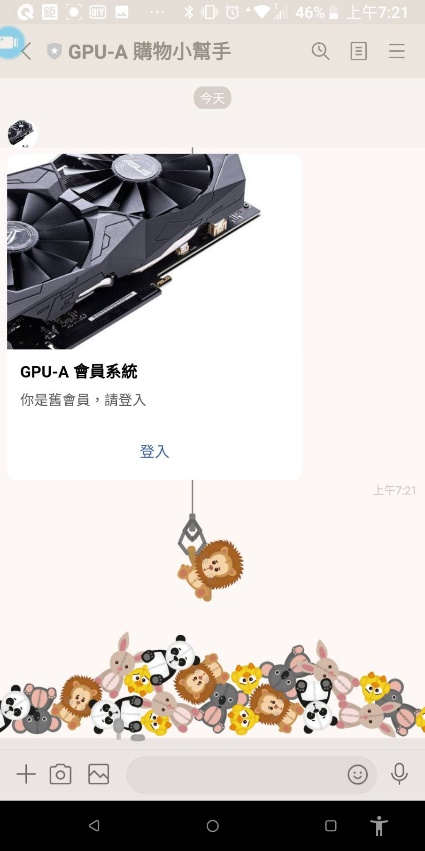 46% 上午7:21
GPU-A 購物小幫手
今天
ASUS
GPU-A 會員系統
你是舊會員，請登入
登入
上午7:21